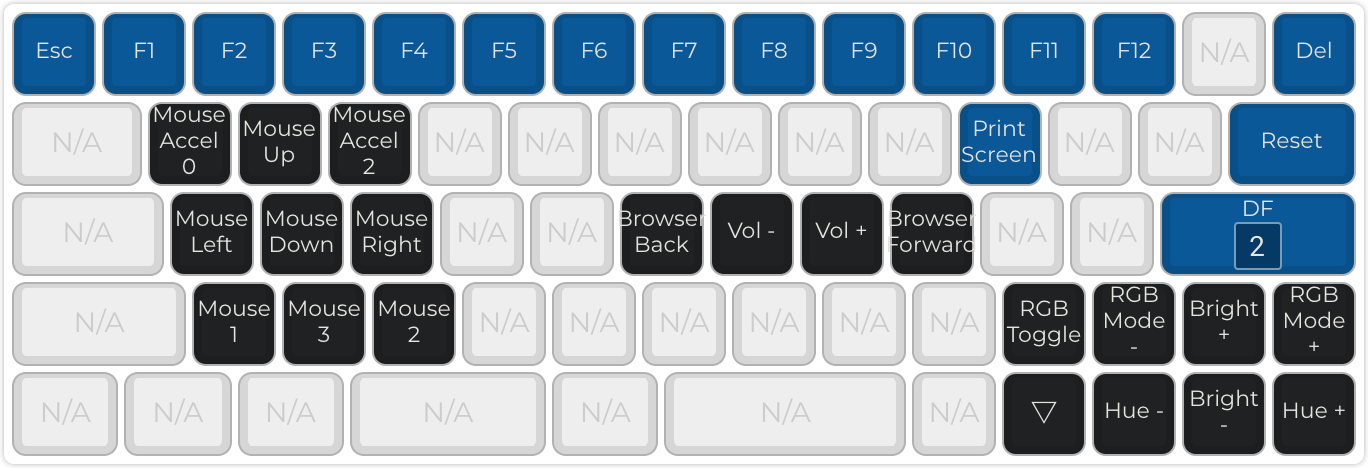 Esc F1 F2 F3 F4 F5 F6 F7 F8 F9 F10 F11 F12 N/A Del
N/A Mouse Accel 0 Mouse Up Mouse Accel 2 N/A N/A N/A N/A N/A N/A Print Screen N/A N/A Reset
N/A Mouse Left Mouse Down Mouse Right N/A N/A Browser Back Vol - Vol + Browser Forward N/A N/A DF 2
N/A Mouse 1 Mouse 3 Mouse 2 N/A N/A N/A N/A N/A N/A RGB Toggle RGB Mode - Bright + RGB Mode +
N/A N/A N/A N/A N/A N/A N/A ▽ Hue - Bright - Hue +